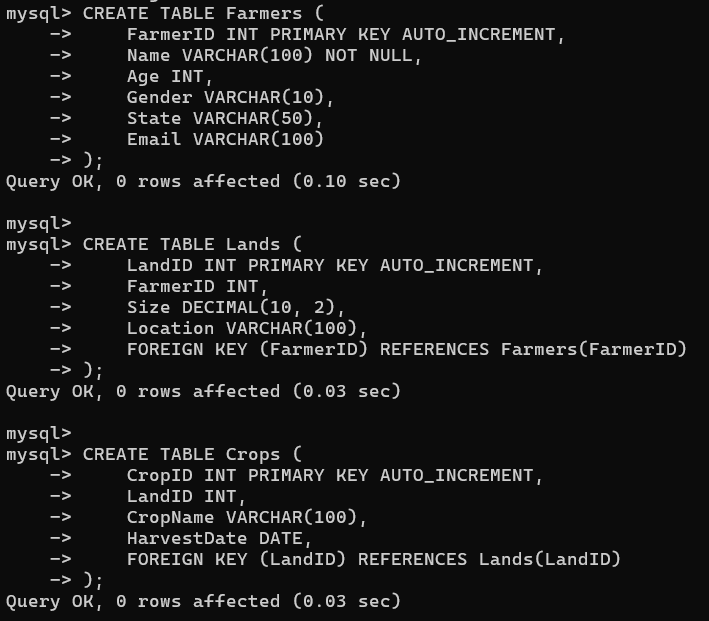 mysql> CREATE TABLE Farmers (
    ->     FarmerID INT PRIMARY KEY AUTO_INCREMENT,
    ->     Name VARCHAR(100) NOT NULL,
    ->     Age INT,
    ->     Gender VARCHAR(10),
    ->     State VARCHAR(50),
    ->     Email VARCHAR(100)
    -> );
Query OK, 0 rows affected (0.10 sec)

mysql>
mysql> CREATE TABLE Lands (
    ->     LandID INT PRIMARY KEY AUTO_INCREMENT,
    ->     FarmerID INT,
    ->     Size DECIMAL(10, 2),
    ->     Location VARCHAR(100),
    ->     FOREIGN KEY (FarmerID) REFERENCES Farmers(FarmerID)
    -> );
Query OK, 0 rows affected (0.03 sec)

mysql>
mysql> CREATE TABLE Crops (
    ->     CropID INT PRIMARY KEY AUTO_INCREMENT,
    ->     LandID INT,
    ->     CropName VARCHAR(100),
    ->     HarvestDate DATE,
    ->     FOREIGN KEY (LandID) REFERENCES Lands(LandID)
    -> );
Query OK, 0 rows affected (0.03 sec)